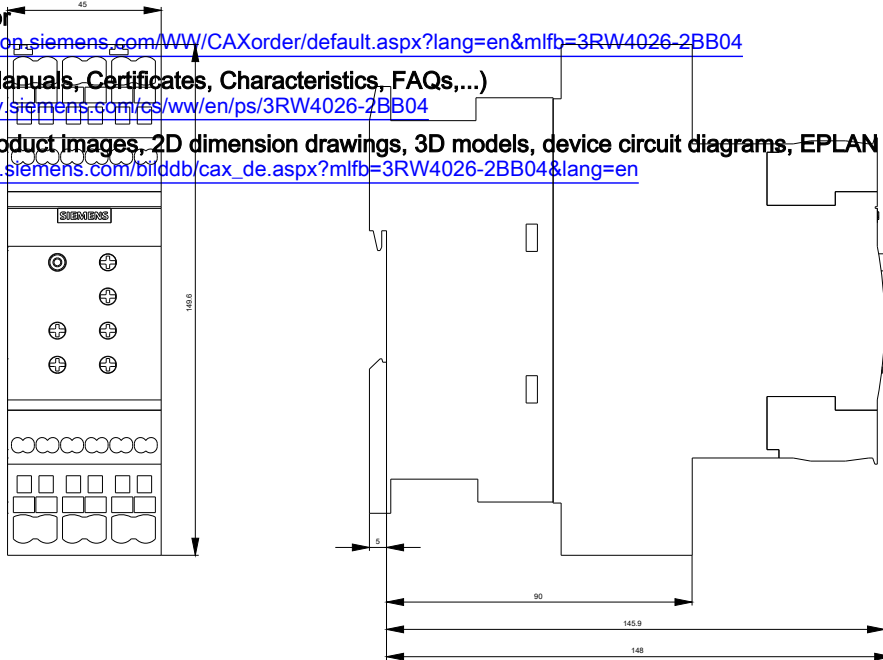 45
or
on.siemens.com/WW/CAXorder/default.aspx?lang=en&mlfb=3RW4026-2BB04
anuals, Certificates, Characteristics, FAQs,...)
y.siemens.com/cs/ww/en/ps/3RW4026-2BB04
oduct images, 2D dimension drawings, 3D models, device circuit diagrams, EPLAN
.siemens.com/bilddb/cax_de.aspx?mlfb=3RW4026-2BB04&lang=en
SIEMENS
149.6
5
90
145.9
148